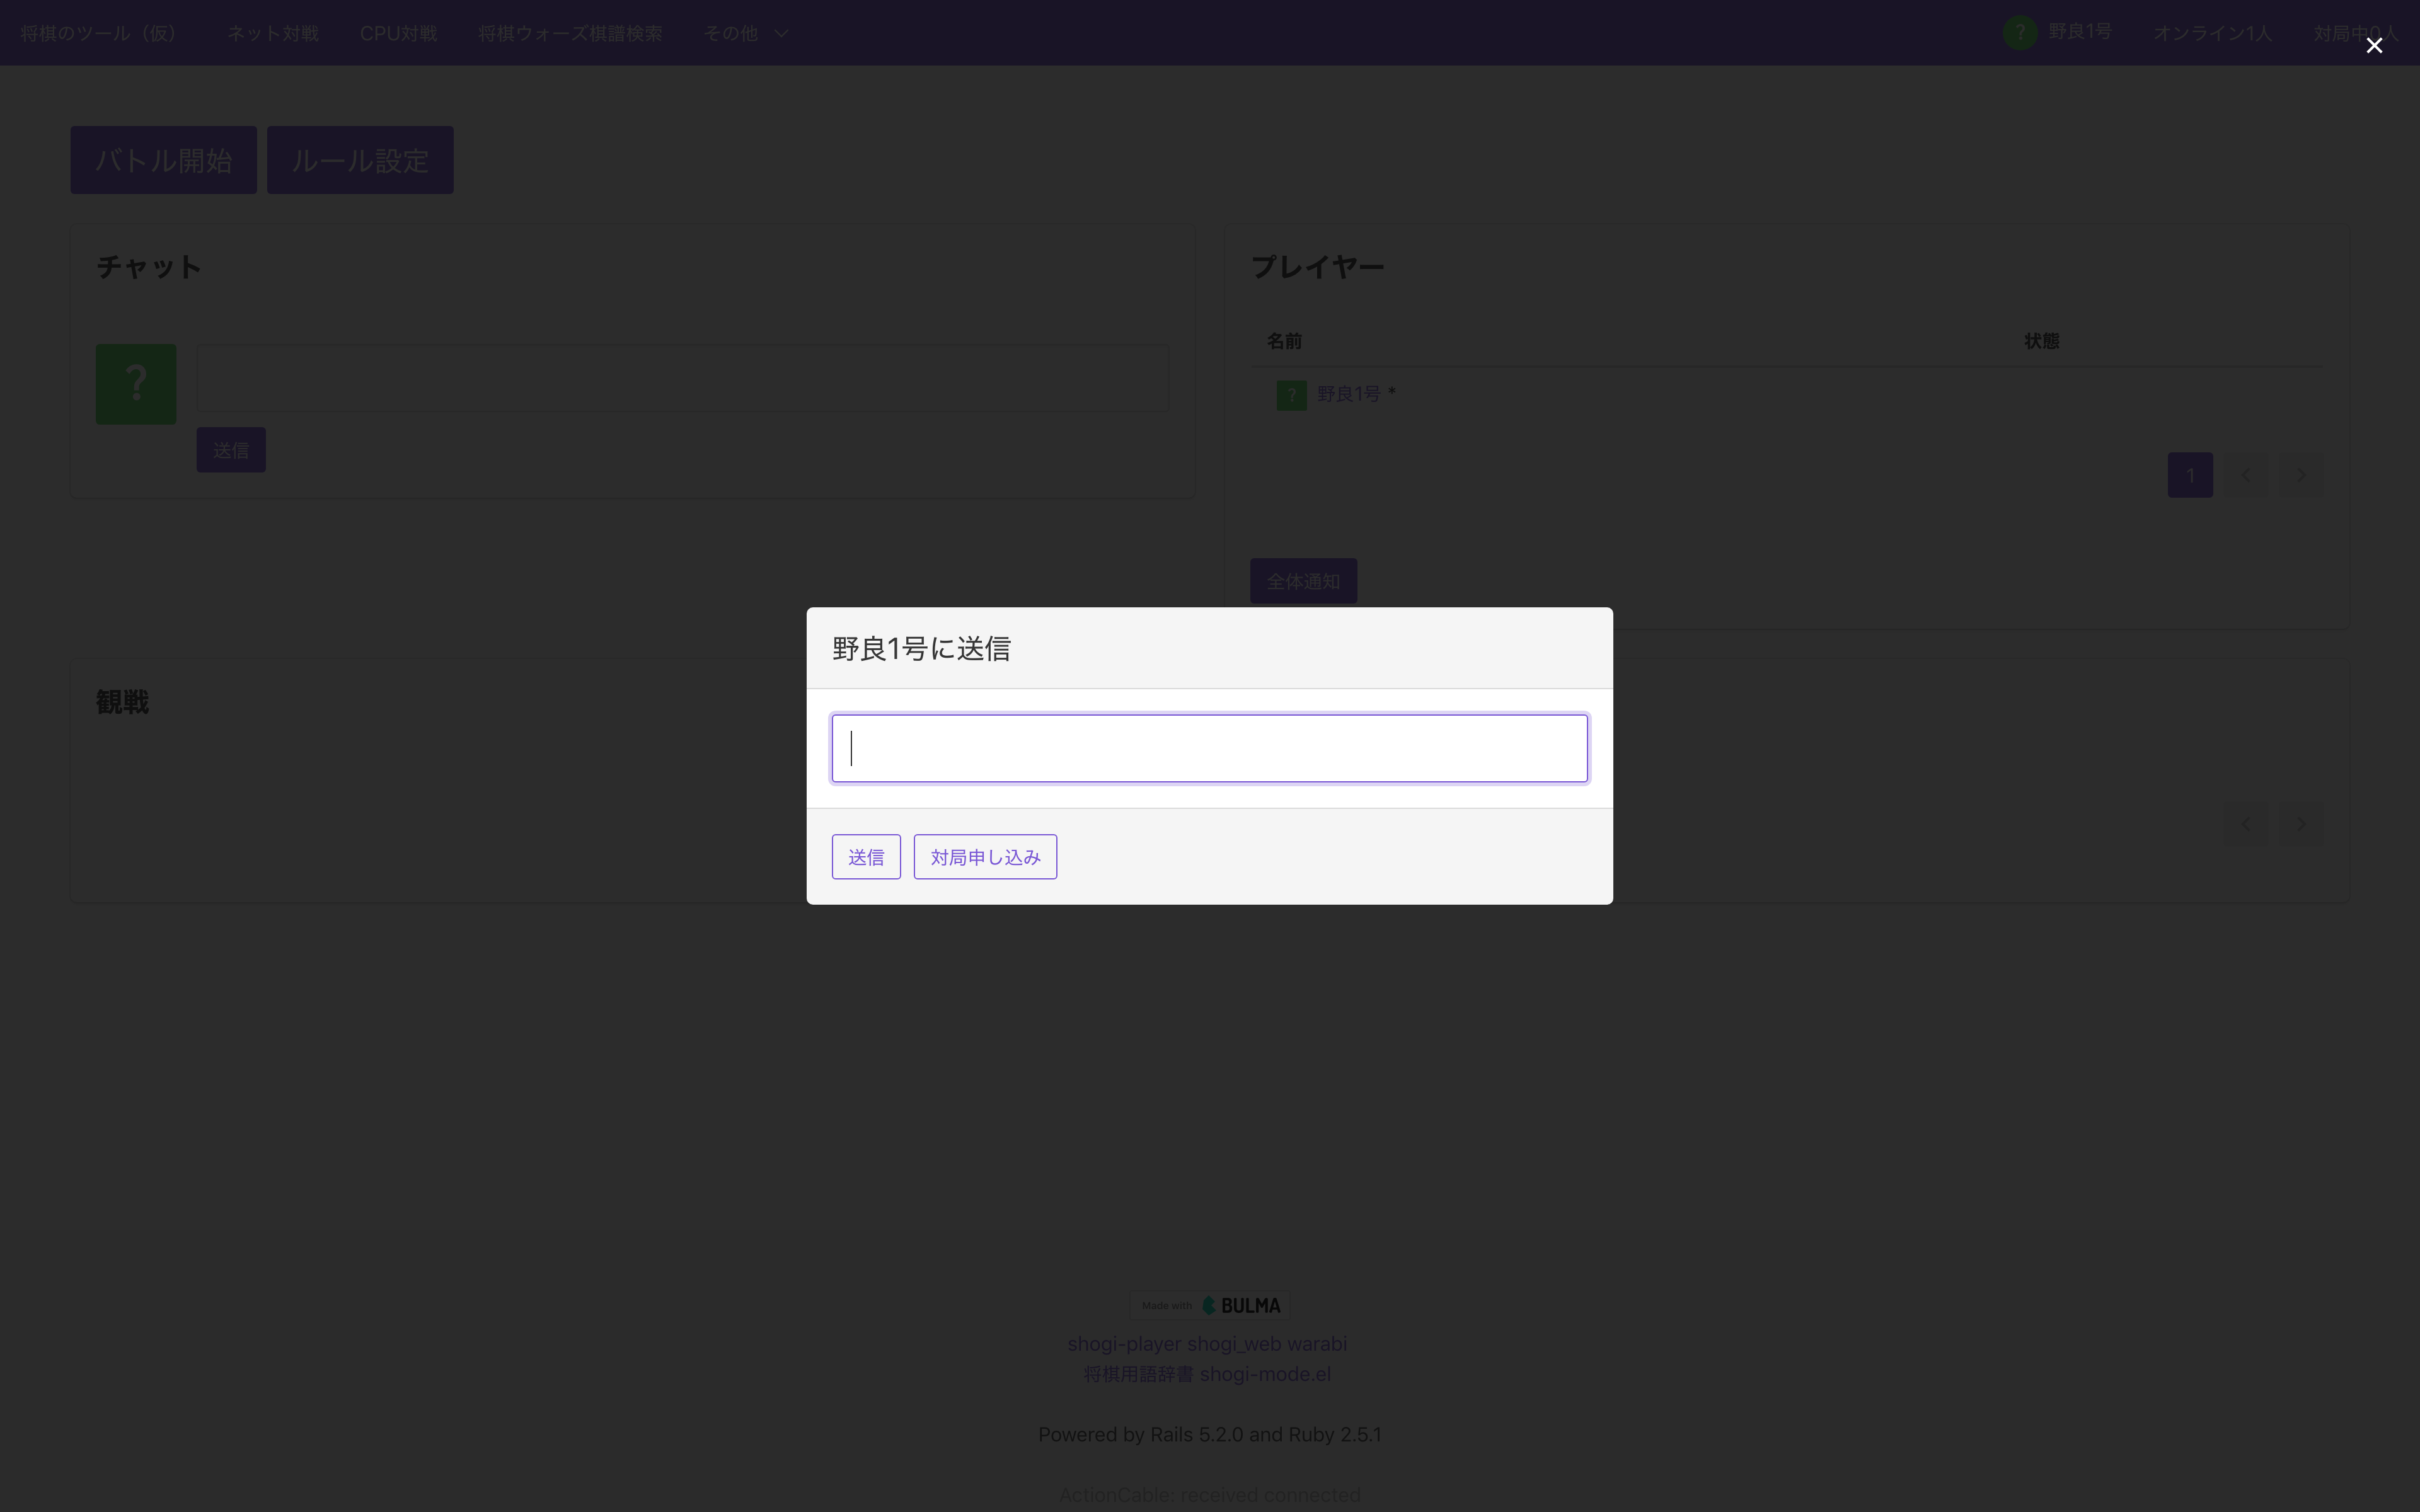 将棋のツール（仮） ネット対戦 CPU対戦 将棋ウォーズ棋譜検索 その他 ? 野良1号 オンライン1人 対局中0人
バトル開始 ルール設定
チャット
?
送信
プレイヤー
名前 状態
? 野良1号 *
1
全体通知
観戦
野良1号に送信
送信 対局申し込み
Made with BULMA
shogi-player shogi_web warabi
将棋用語辞書 shogi-mode.el
Powered by Rails 5.2.0 and Ruby 2.5.1
ActionCable: received connected